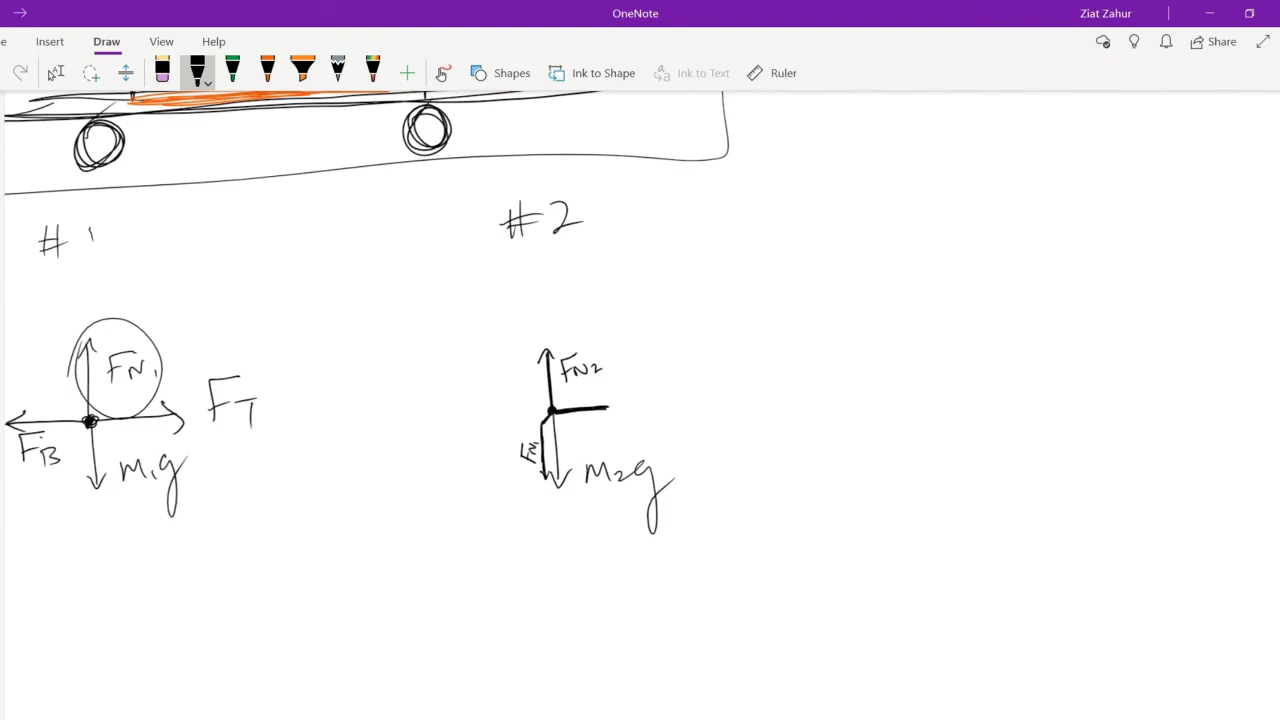 OneNote
Ziat Zahur
e Insert Draw View Help
Share
Shapes Ink to Shape Ink to Text Ruler
# 1 #2
FN1 FN2
FT
FB
m1g m2g